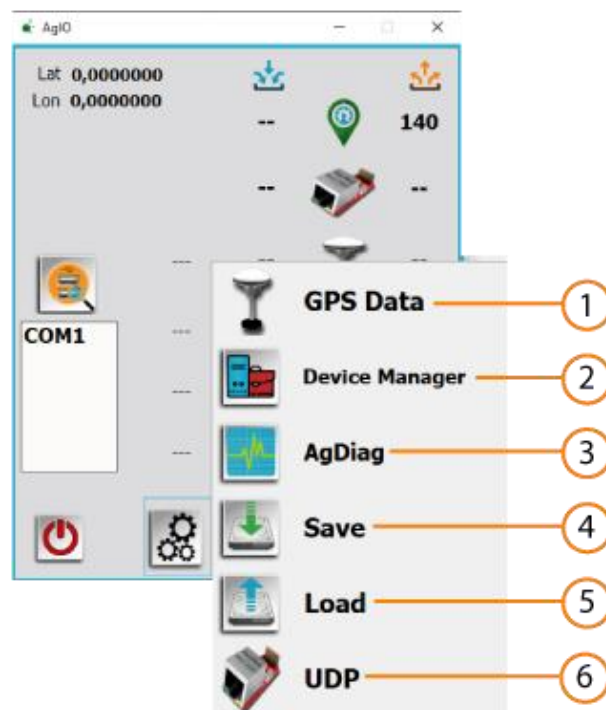 AgIO
Lat 0,0000000
Lon 0,0000000
-- 140
-- --
--- -- --
COM1
---
---
---
GPS Data 1
Device Manager 2
AgDiag 3
Save 4
Load 5
UDP 6